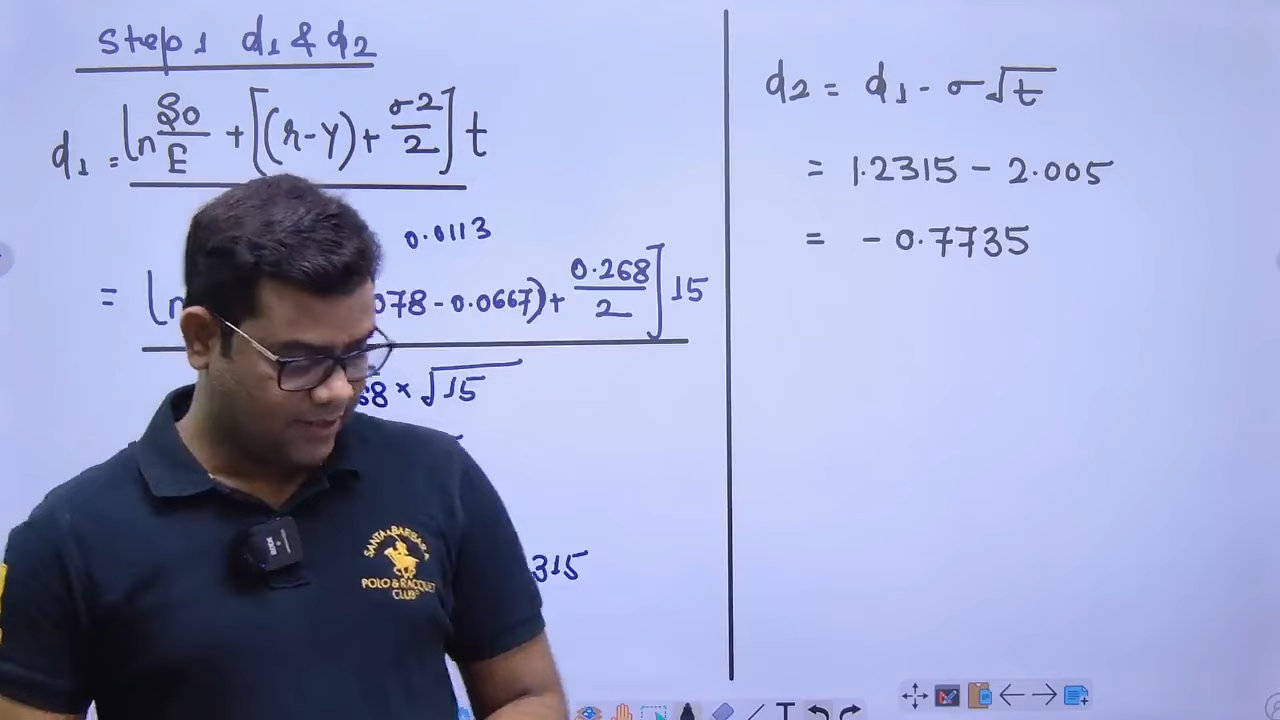 Step 1 d1 & d2
d1 = ln S0/E + [(r-y) + σ2/2] t
0.0113
= ln 078 - 0.0667) + 0.268/2 ] 15
68 × √15
315
d2 = d1 - σ√t
= 1.2315 - 2.005
= - 0.7735
SANTA BARBARA
POLO & RACQUET
CLUB